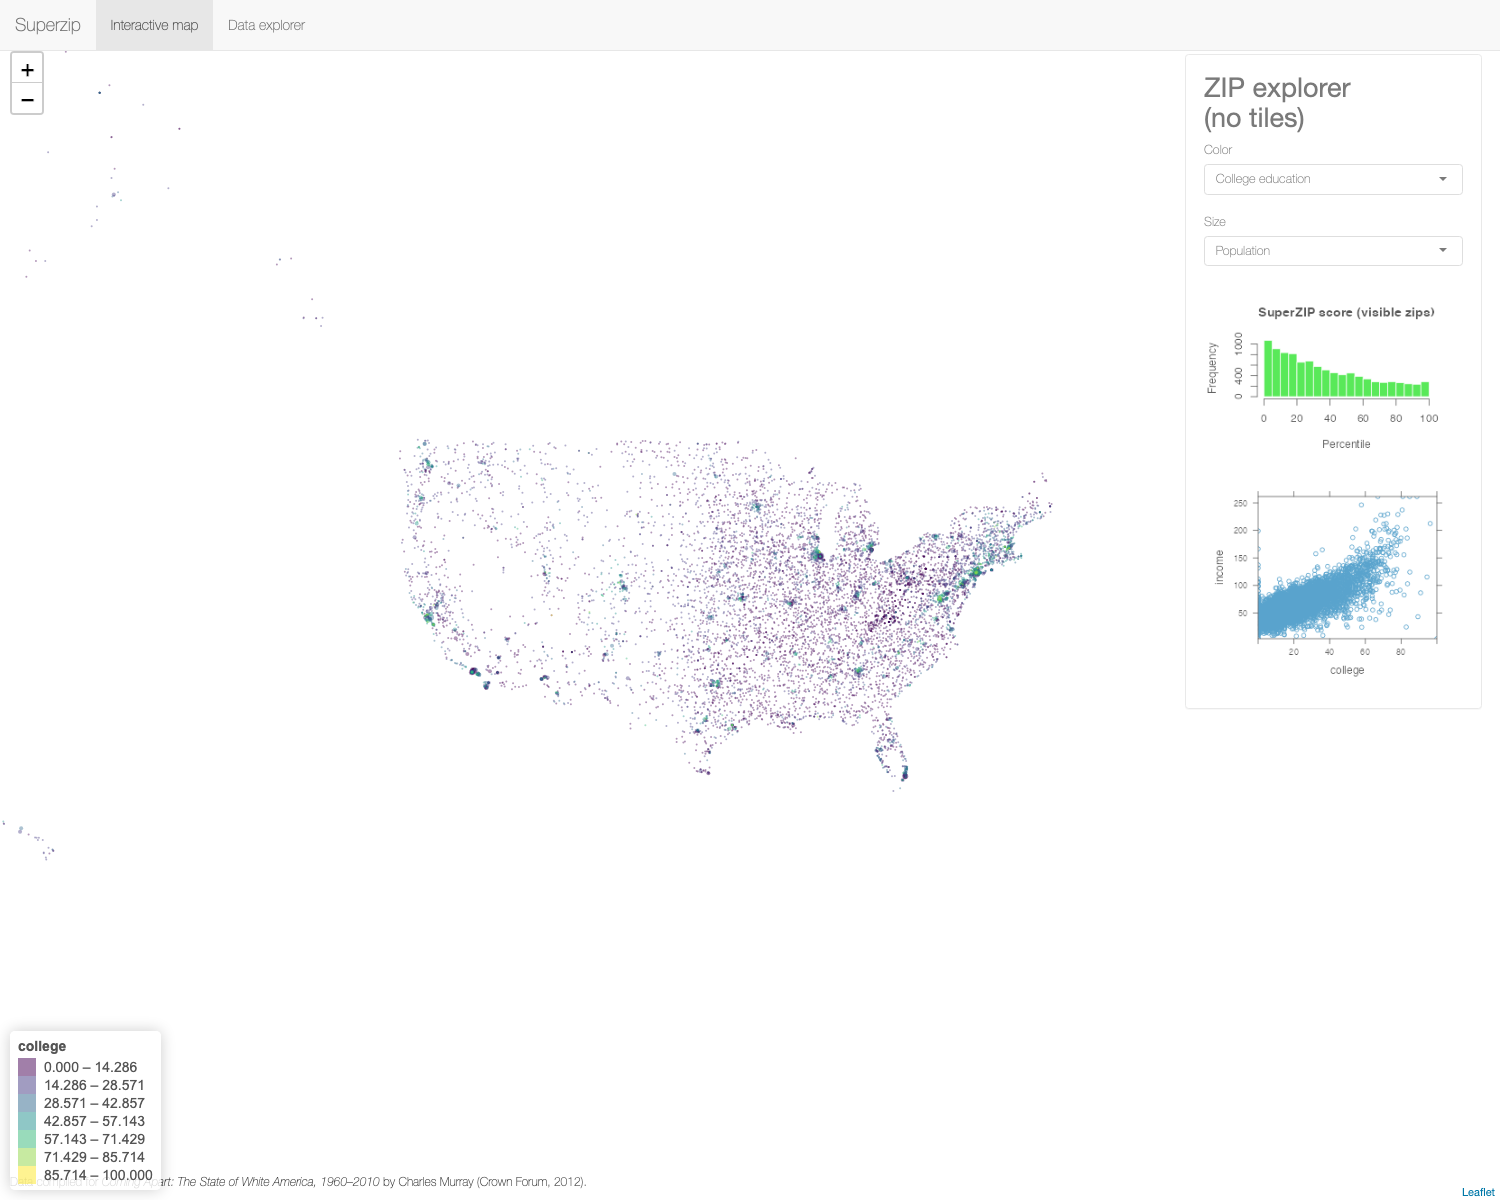 Superzip
Interactive map
Data explorer
+
−
ZIP explorer
(no tiles)
Color
College education
Size
Population
SuperZIP score (visible zips)
Frequency
0 400 1000
0 20 40 60 80 100
Percentile
250
200
150
100
50
income
20 40 60 80
college
college
0.000 – 14.286
14.286 – 28.571
28.571 – 42.857
42.857 – 57.143
57.143 – 71.429
71.429 – 85.714
85.714 – 100.000
art: The State of White America, 1960–2010 by Charles Murray (Crown Forum, 2012).
Leaflet